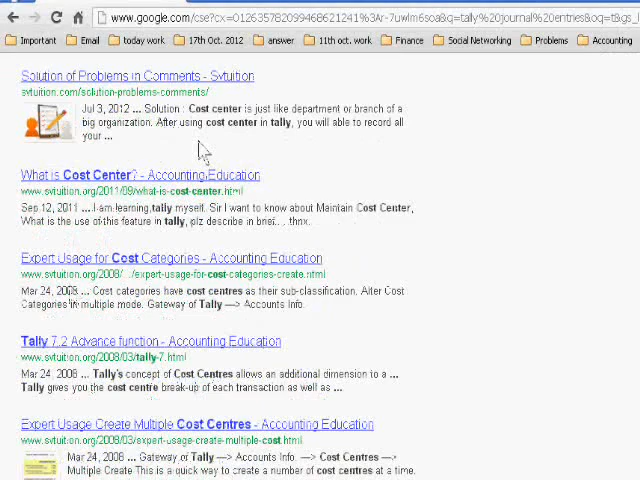 www.google.com/cse?cx=012635782099468621241%3Ar-7uwlm6soa&q=tally%20journal%20entries&oq=t&gs_l
Important Email today work 17th Oct. 2012 answer 11th oct. work Finance Social Networking Problems Accounting
Solution of Problems in Comments - Svtuition
svtuition.com/solution-problems-comments/
Jul 3, 2012 ... Solution : Cost center is just like department or branch of a
big organization. After using cost center in tally, you will able to record all
your ...
What is Cost Center? - Accounting Education
www.svtuition.org/2011/09/what-is-cost-center.html
Sep 12, 2011 ... I am learning tally myself. Sir I want to know about Maintain Cost Center,
What is the use of this feature in tally, plz describe in brief... .thnx.
Expert Usage for Cost Categories - Accounting Education
www.svtuition.org/2008/.../expert-usage-for-cost-categories-create.html
Mar 24, 2008 ... Cost categories have cost centres as their sub-classification. Alter Cost
Categories in multiple mode. Gateway of Tally —> Accounts Info.
Tally 7.2 Advance function - Accounting Education
www.svtuition.org/2008/03/tally-7.html
Mar 24, 2008 ... Tally's concept of Cost Centres allows an additional dimension to a ...
Tally gives you the cost centre break-up of each transaction as well as ...
Expert Usage Create Multiple Cost Centres - Accounting Education
www.svtuition.org/2008/03/expert-usage-create-multiple-cost.html
Mar 24, 2008 ... Gateway of Tally —> Accounts Info. —> Cost Centres —>
Multiple Create This is a quick way to create a number of cost centres at a time.